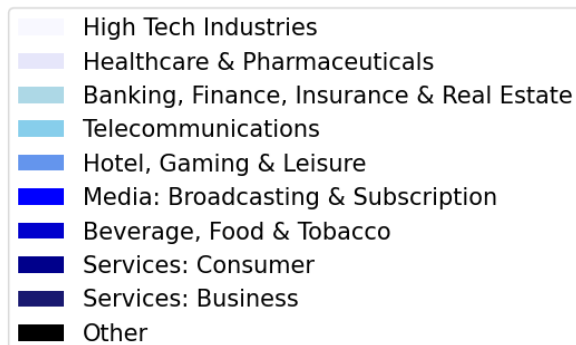 High Tech Industries
Healthcare & Pharmaceuticals
Banking, Finance, Insurance & Real Estate
Telecommunications
Hotel, Gaming & Leisure
Media: Broadcasting & Subscription
Beverage, Food & Tobacco
Services: Consumer
Services: Business
Other